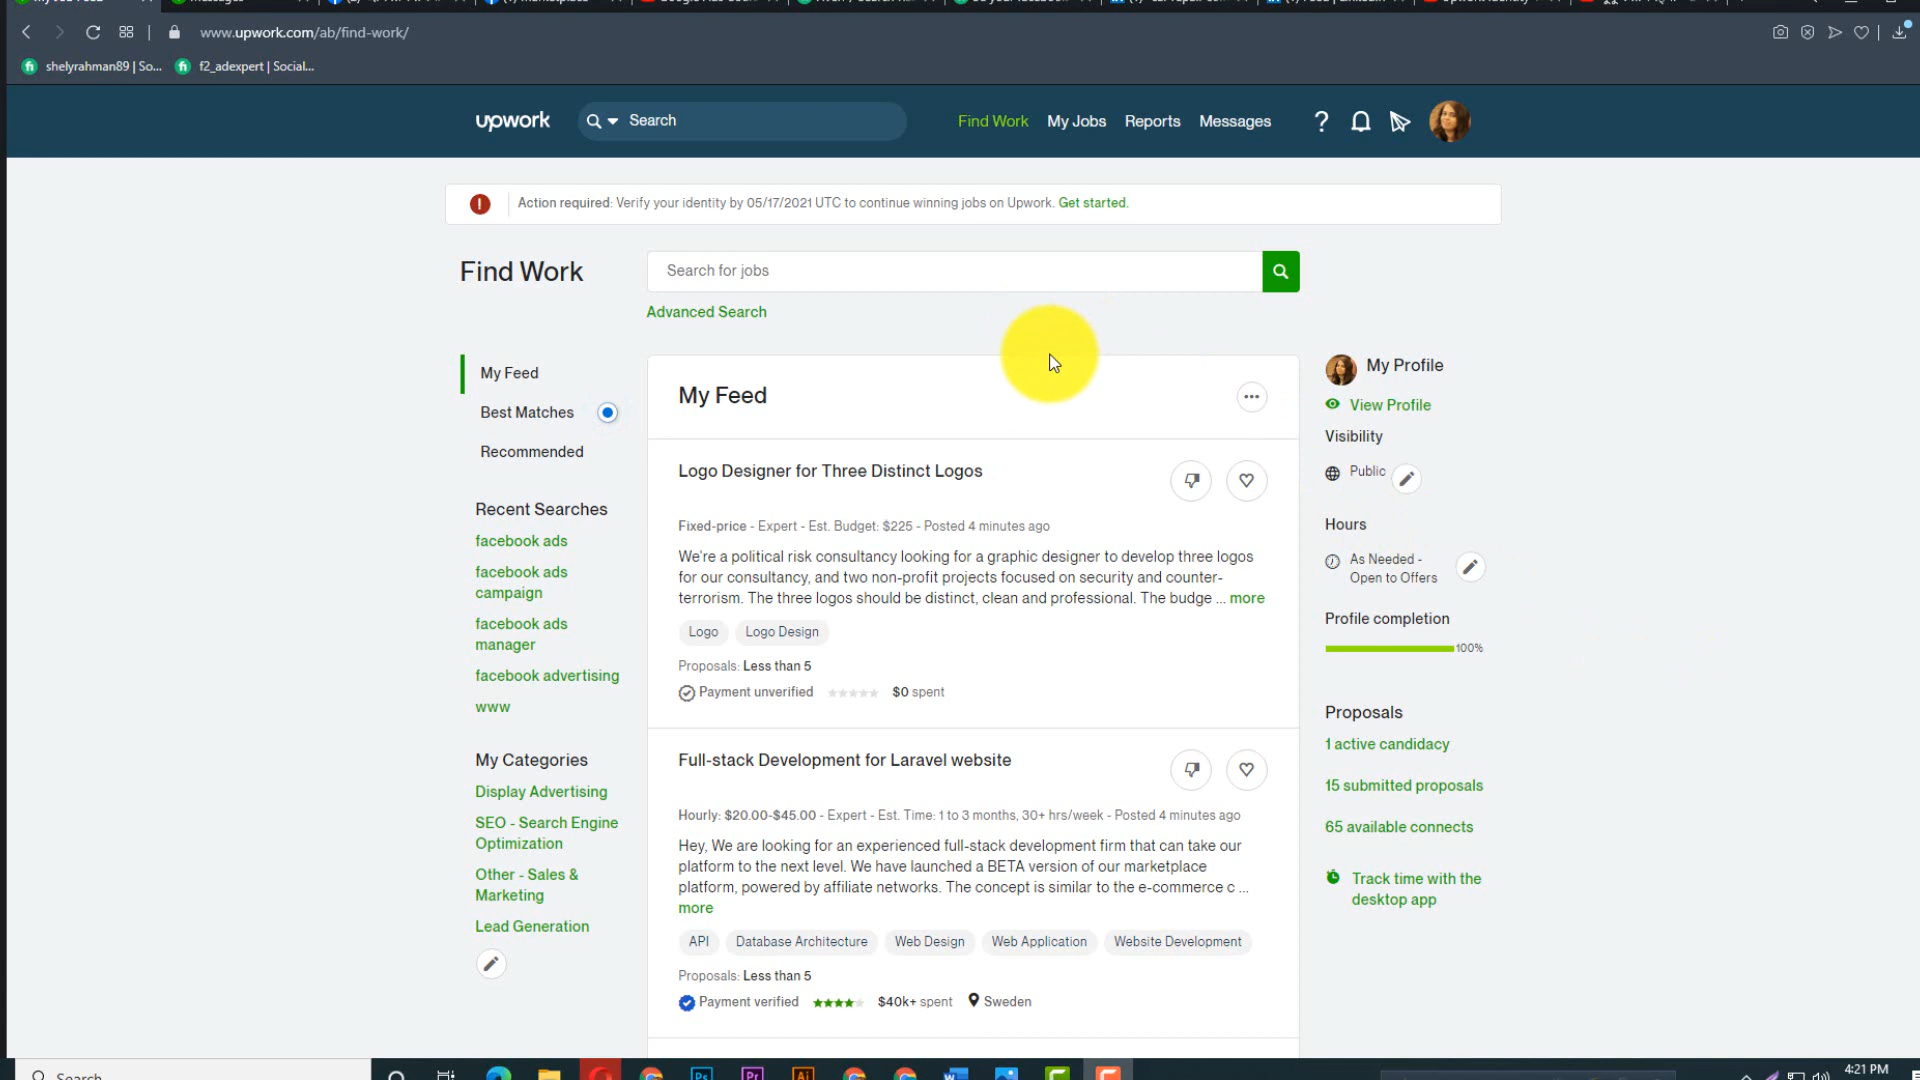 Messages
www.upwork.com/ab/find-work/
shelyrahman89 | So...
f2_adexpert | Social...
upwork
Search
Find Work
My Jobs
Reports
Messages
?
Action required: Verify your identity by 05/17/2021 UTC to continue winning jobs on Upwork. Get started.
Find Work
Search for jobs
Advanced Search
My Feed
Best Matches
Recommended
Recent Searches
facebook ads
facebook ads
campaign
facebook ads
manager
facebook advertising
www
My Categories
Display Advertising
SEO - Search Engine
Optimization
Other - Sales &
Marketing
Lead Generation
My Feed
Logo Designer for Three Distinct Logos
Fixed-price - Expert - Est. Budget: $225 - Posted 4 minutes ago
We're a political risk consultancy looking for a graphic designer to develop three logos
for our consultancy, and two non-profit projects focused on security and counter-
terrorism. The three logos should be distinct, clean and professional. The budge ... more
Logo
Logo Design
Proposals: Less than 5
Payment unverified
$0 spent
Full-stack Development for Laravel website
Hourly: $20.00-$45.00 - Expert - Est. Time: 1 to 3 months, 30+ hrs/week - Posted 4 minutes ago
Hey, We are looking for an experienced full-stack development firm that can take our
platform to the next level. We have launched a BETA version of our marketplace
platform, powered by affiliate networks. The concept is similar to the e-commerce c ...
more
API
Database Architecture
Web Design
Web Application
Website Development
Proposals: Less than 5
Payment verified
$40k+ spent
Sweden
My Profile
View Profile
Visibility
Public
Hours
As Needed -
Open to Offers
Profile completion
100%
Proposals
1 active candidacy
15 submitted proposals
65 available connects
Track time with the
desktop app
Search
Ps
Pr
Ai
4:21 PM